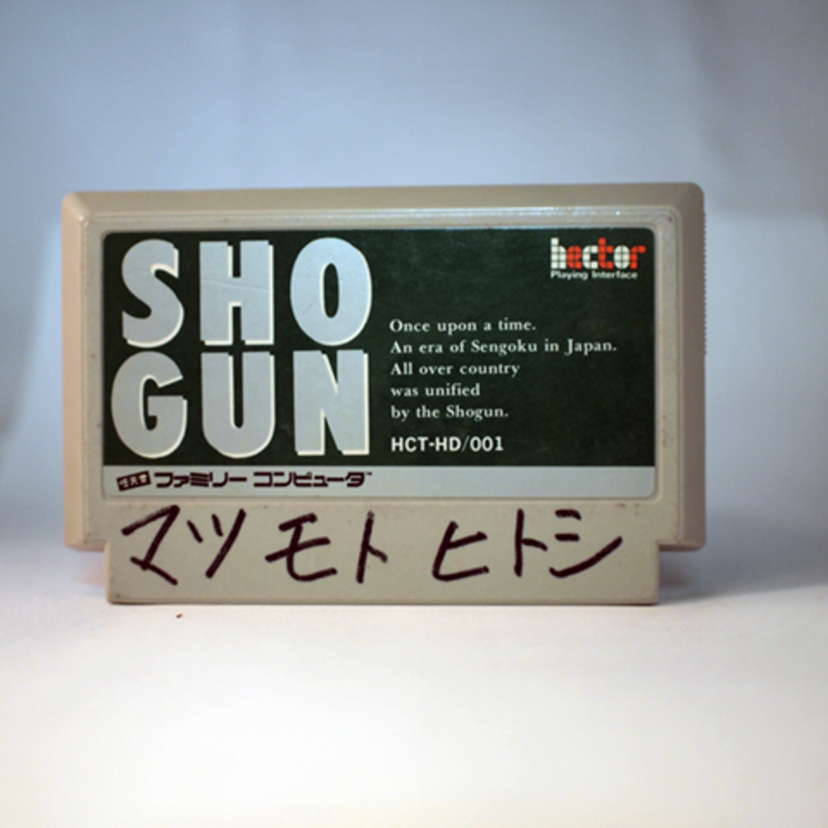 SHO
GUN
hector
Playing Interface
Once upon a time.
An era of Sengoku in Japan.
All over country
was unified
by the Shogun.
HCT-HD/001
ファミリー コンピュータ™
マツモト ヒトシ